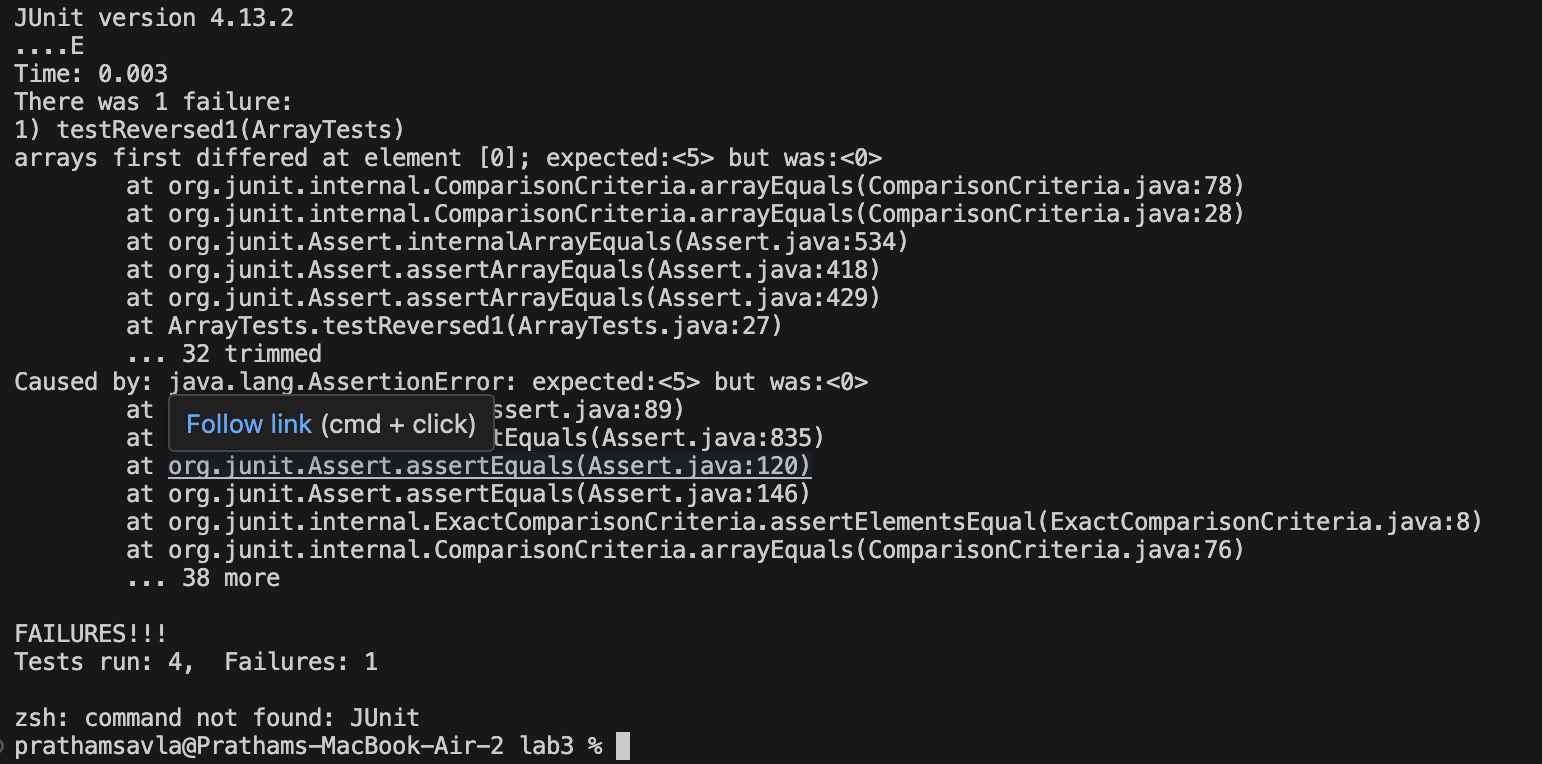 JUnit version 4.13.2
....E
Time: 0.003
There was 1 failure:
1) testReversed1(ArrayTests)
arrays first differed at element [0]; expected:<5> but was:<0>
        at org.junit.internal.ComparisonCriteria.arrayEquals(ComparisonCriteria.java:78)
        at org.junit.internal.ComparisonCriteria.arrayEquals(ComparisonCriteria.java:28)
        at org.junit.Assert.internalArrayEquals(Assert.java:534)
        at org.junit.Assert.assertArrayEquals(Assert.java:418)
        at org.junit.Assert.assertArrayEquals(Assert.java:429)
        at ArrayTests.testReversed1(ArrayTests.java:27)
        ... 32 trimmed
Caused by: java.lang.AssertionError: expected:<5> but was:<0>
        at ssert.java:89)
Follow link (cmd + click)
        at tEquals(Assert.java:835)
        at org.junit.Assert.assertEquals(Assert.java:120)
        at org.junit.Assert.assertEquals(Assert.java:146)
        at org.junit.internal.ExactComparisonCriteria.assertElementsEqual(ExactComparisonCriteria.java:8)
        at org.junit.internal.ComparisonCriteria.arrayEquals(ComparisonCriteria.java:76)
        ... 38 more
FAILURES!!!
Tests run: 4,  Failures: 1
zsh: command not found: JUnit
prathamsavla@Prathams-MacBook-Air-2 lab3 %